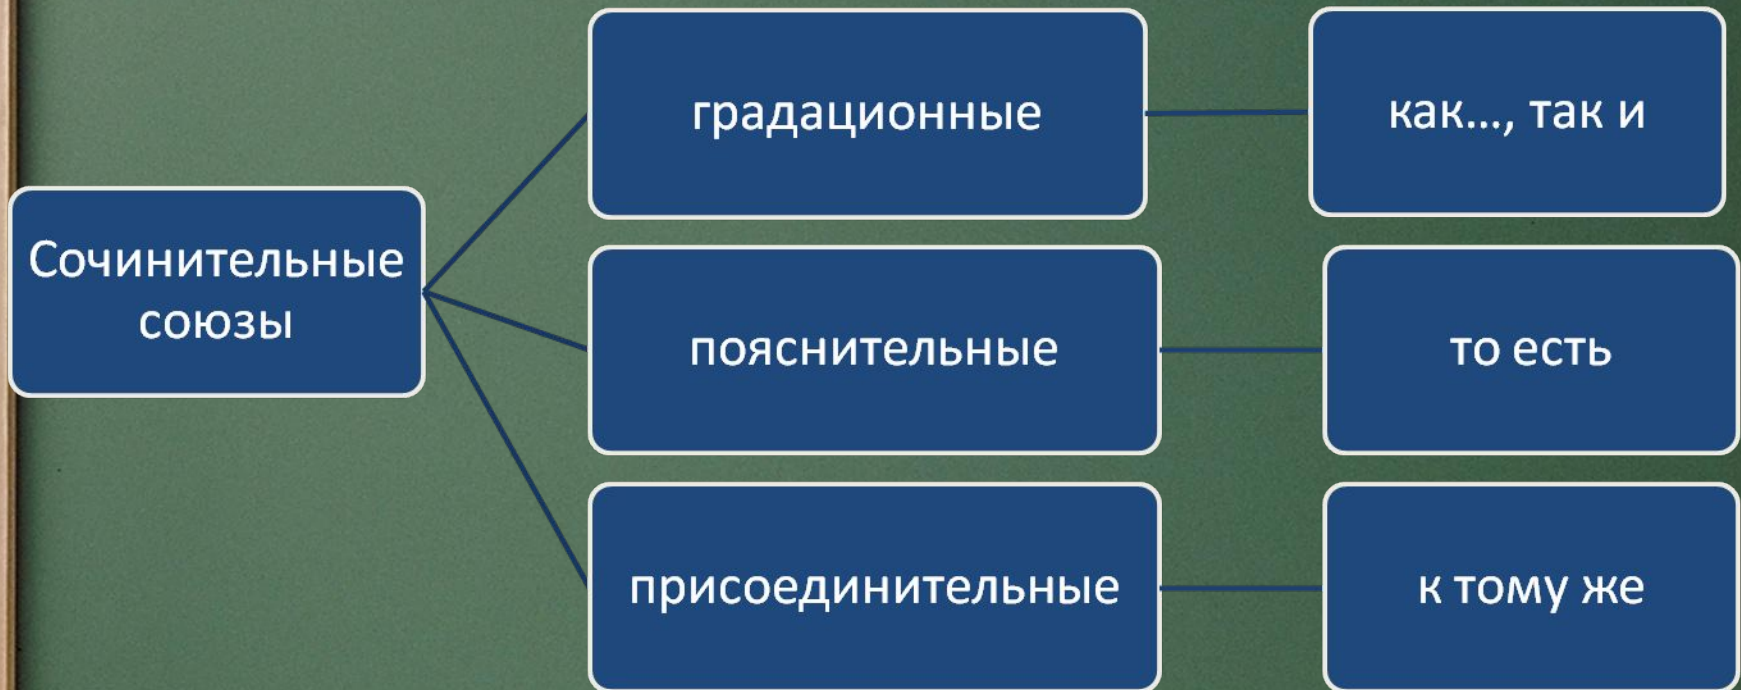 Сочинительные
союзы
градационные
как..., так и
пояснительные
то есть
присоединительные
к тому же